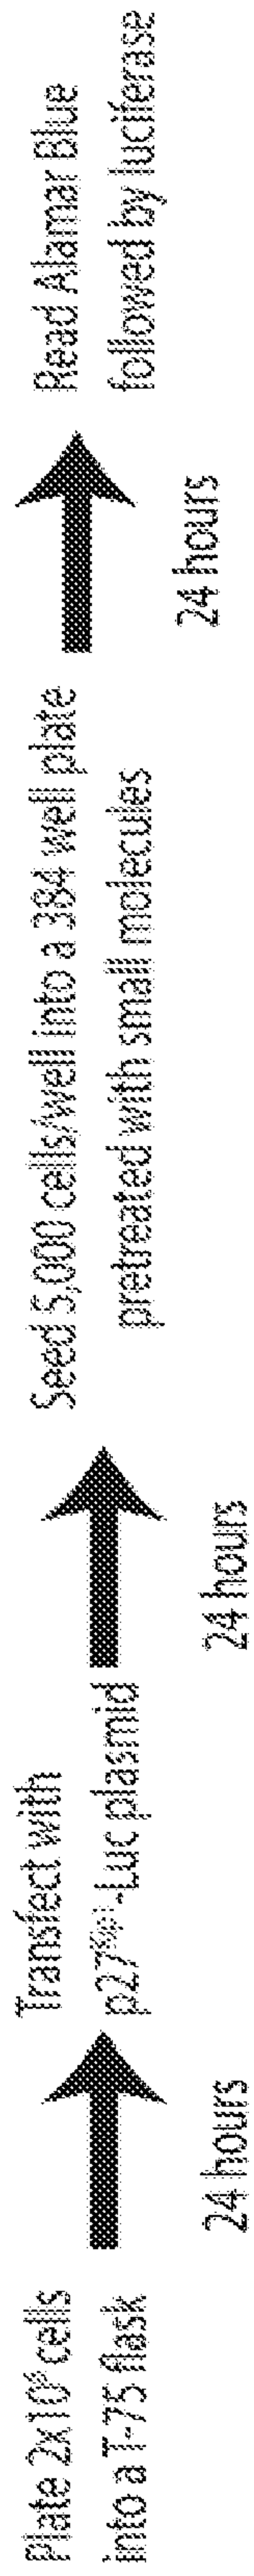 Plate 2x10⁶ cells
into a T-75 flask
24 hours
Transfect with
p27ᴷⁱᵖ¹-Luc plasmid
24 hours
Seed 5,000 cells/well into a 384 well plate
pretreated with small molecules
24 hours
Read Alamar Blue
followed by luciferase